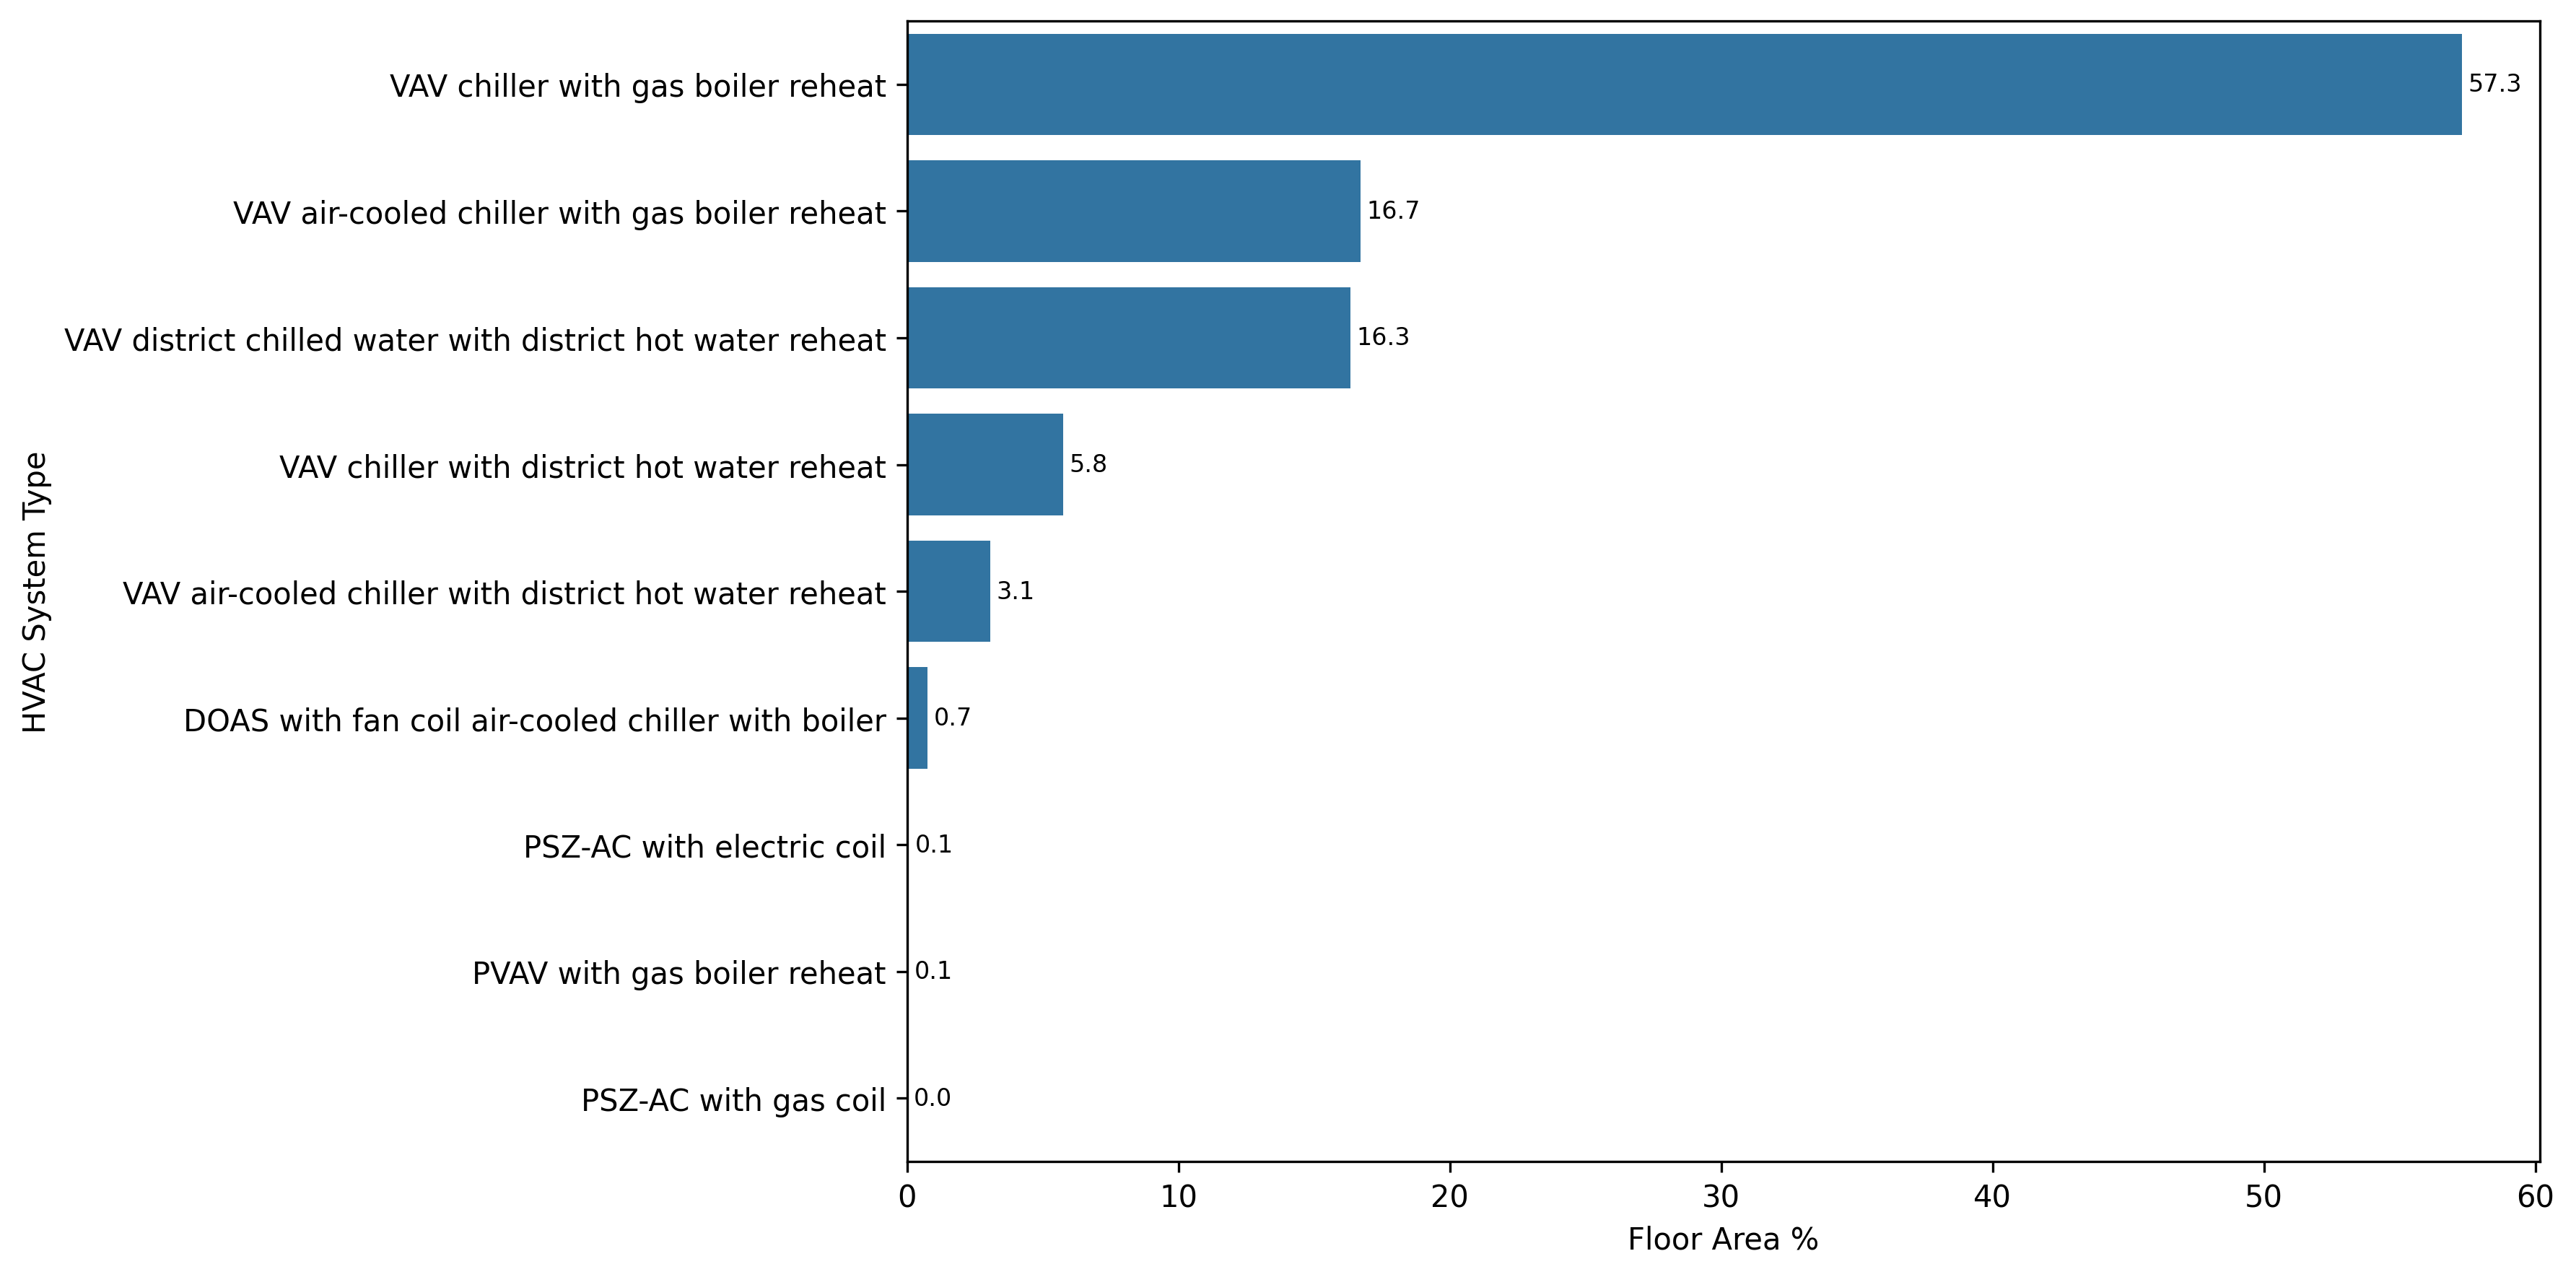 VAV chiller with gas boiler reheat
57.3
VAV air-cooled chiller with gas boiler reheat
16.7
VAV district chilled water with district hot water reheat
16.3
VAV chiller with district hot water reheat
5.8
VAV air-cooled chiller with district hot water reheat
3.1
DOAS with fan coil air-cooled chiller with boiler
0.7
PSZ-AC with electric coil
0.1
PVAV with gas boiler reheat
0.1
PSZ-AC with gas coil
0.0
HVAC System Type
0 10 20 30 40 50 60
Floor Area %